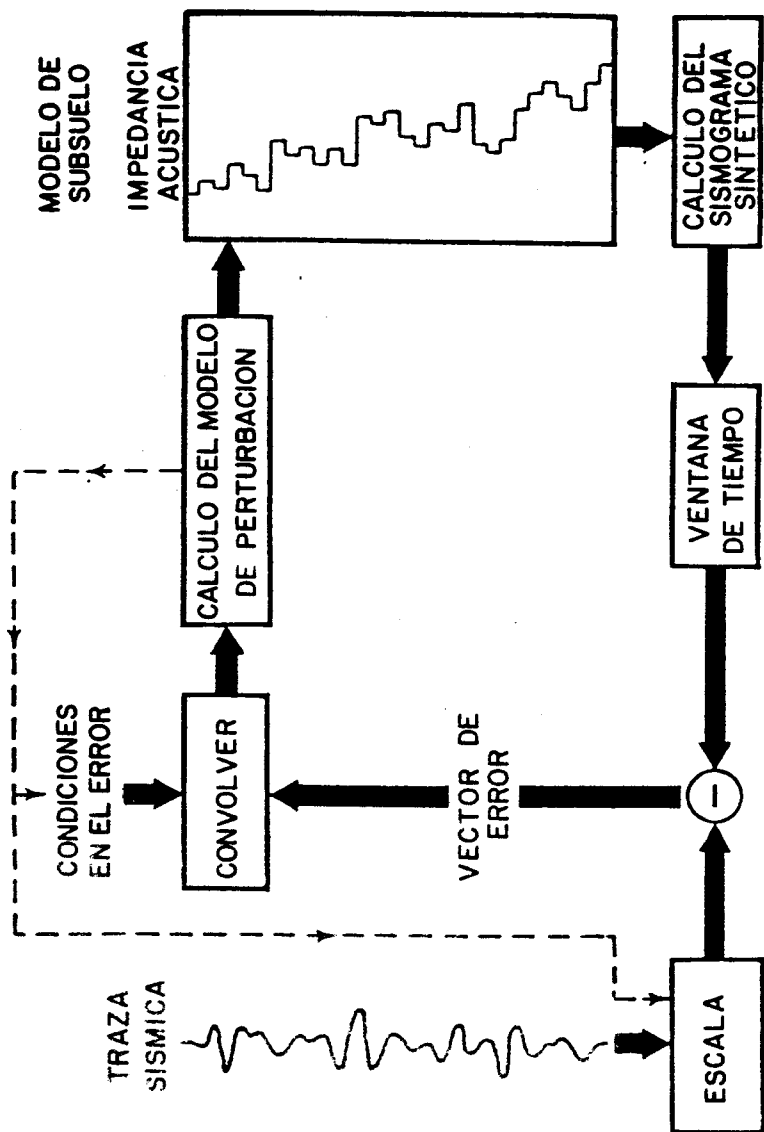 TRAZA
SISMICA
ESCALA
CONDICIONES
EN EL ERROR
CONVOLVER
VECTOR DE
ERROR
–
CALCULO DEL MODELO
DE PERTURBACION
VENTANA
DE TIEMPO
MODELO DE
SUBSUELO
IMPEDANCIA
ACUSTICA
CALCULO DEL
SISMOGRAMA
SINTÉTICO